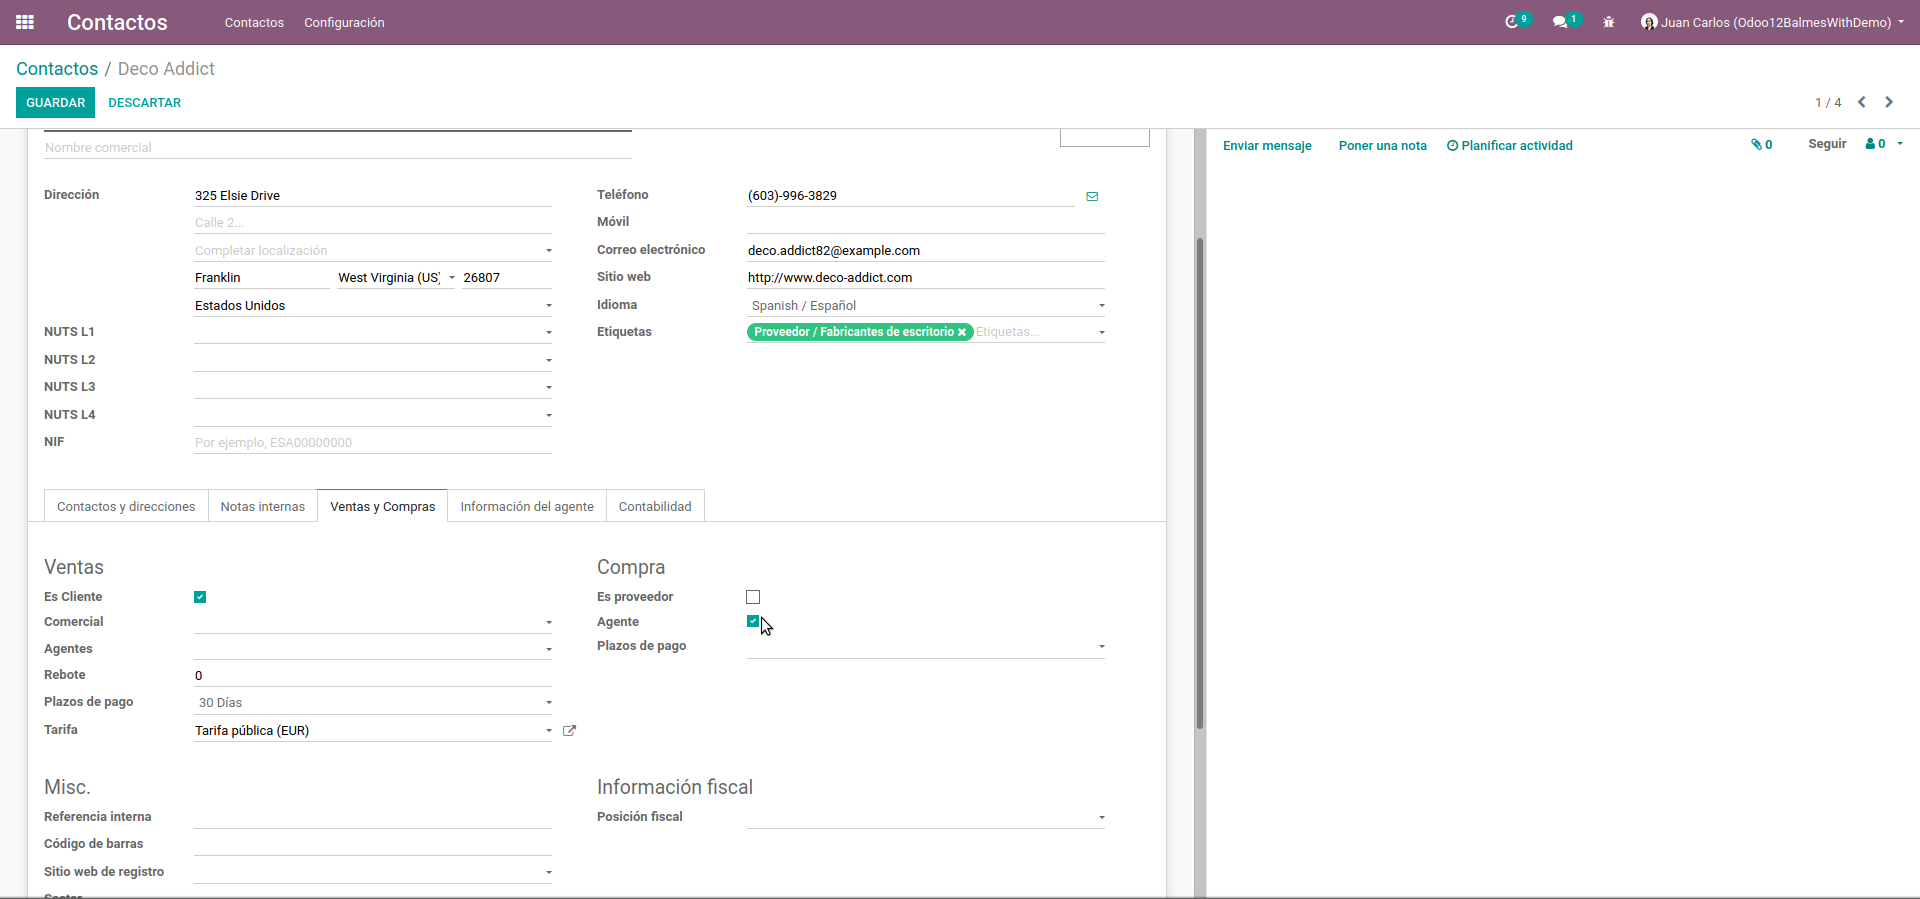 Contactos Contactos Configuración 9 1 Juan Carlos (Odoo12BalmesWithDemo)
Contactos / Deco Addict
GUARDAR DESCARTAR 1 / 4
Nombre comercial
Enviar mensaje Poner una nota Planificar actividad 0 Seguir 0
Dirección 325 Elsie Drive Teléfono (603)-996-3829
Calle 2... Móvil
Completar localización Correo electrónico deco.addict82@example.com
Franklin West Virginia (US) 26807 Sitio web http://www.deco-addict.com
Estados Unidos Idioma Spanish / Español
NUTS L1 Etiquetas Proveedor / Fabricantes de escritorio Etiquetas...
NUTS L2
NUTS L3
NUTS L4
NIF Por ejemplo, ESA00000000
Contactos y direcciones Notas internas Ventas y Compras Información del agente Contabilidad
Ventas Compra
Es Cliente Es proveedor
Comercial Agente
Agentes Plazos de pago
Rebote 0
Plazos de pago 30 Días
Tarifa Tarifa pública (EUR)
Misc. Información fiscal
Referencia interna Posición fiscal
Código de barras
Sitio web de registro